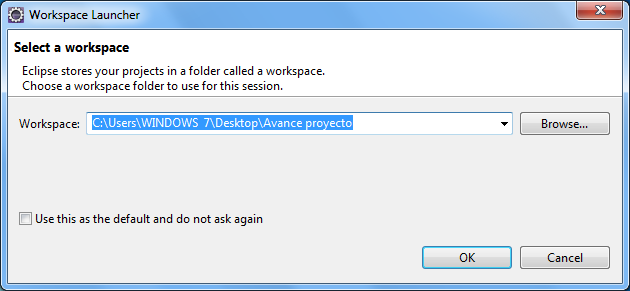 Workspace Launcher
Select a workspace
Eclipse stores your projects in a folder called a workspace.
Choose a workspace folder to use for this session.
Workspace: C:\Users\WINDOWS 7\Desktop\Avance proyecto Browse...
Use this as the default and do not ask again
OK Cancel